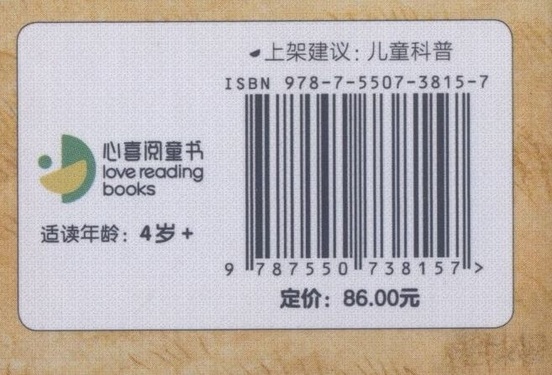 上架建议：儿童科普
ISBN 978-7-5507-3815-7
心喜阅童书
love reading
books
适读年龄：4岁+
9 787550 738157 >
定价：86.00元